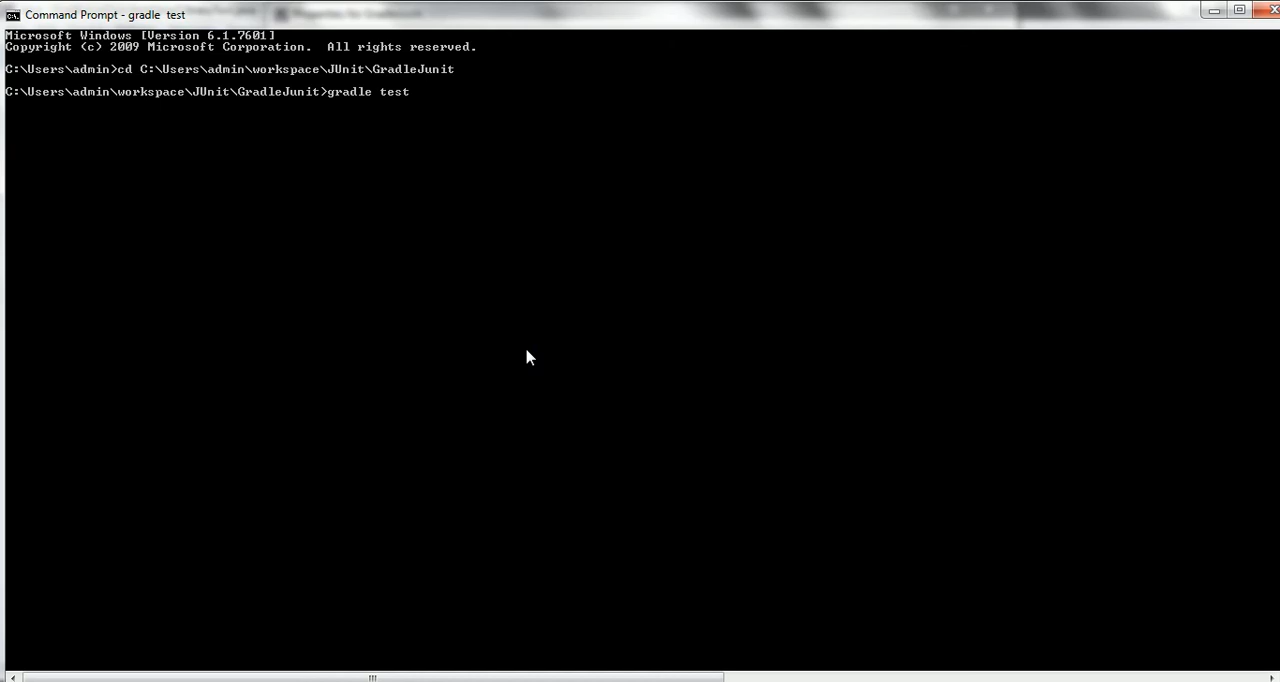 Command Prompt - gradle  test
Microsoft Windows [Version 6.1.7601]
Copyright (c) 2009 Microsoft Corporation.  All rights reserved.
C:\Users\admin>cd C:\Users\admin\workspace\JUnit\GradleJunit
C:\Users\admin\workspace\JUnit\GradleJunit>gradle test